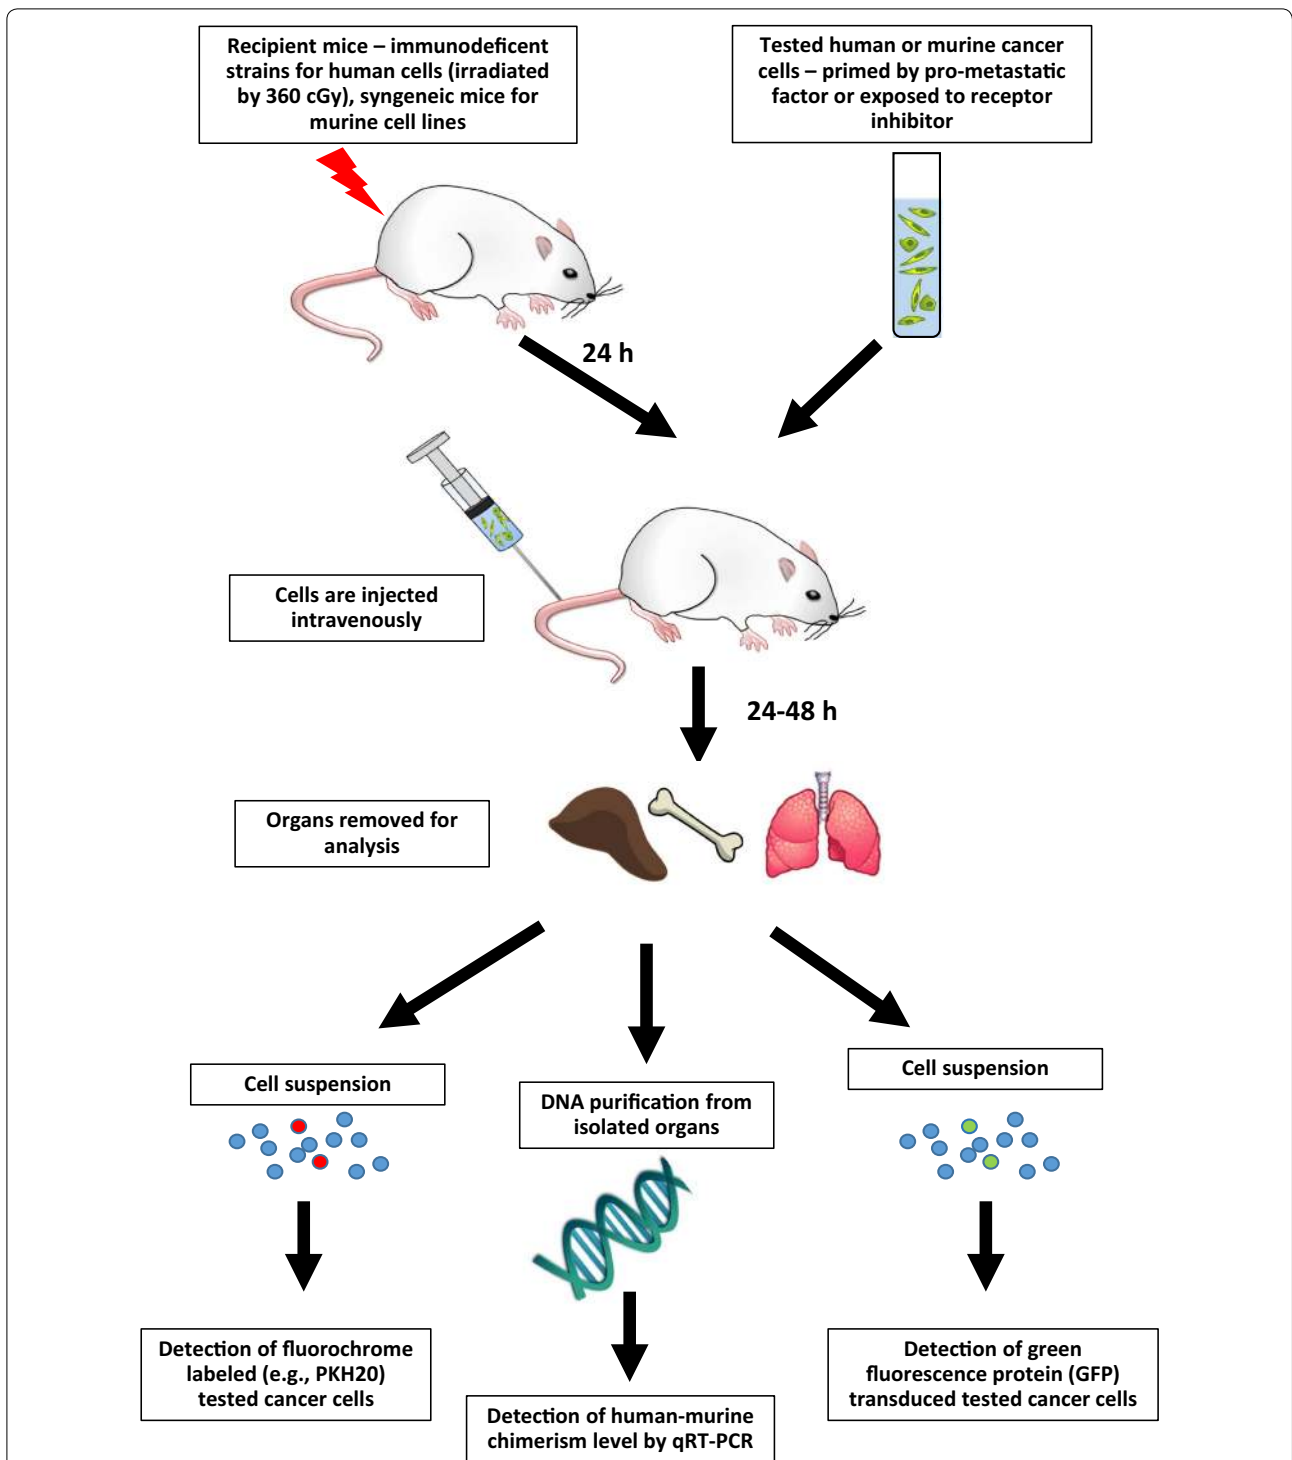 Recipient mice – immunodeficent
strains for human cells (irradiated
by 360 cGy), syngeneic mice for
murine cell lines
Tested human or murine cancer
cells – primed by pro-metastatic
factor or exposed to receptor
inhibitor
24 h
Cells are injected
intravenously
24-48 h
Organs removed for
analysis
Cell suspension
DNA purification from
isolated organs
Cell suspension
Detection of fluorochrome
labeled (e.g., PKH20)
tested cancer cells
Detection of human-murine
chimerism level by qRT-PCR
Detection of green
fluorescence protein (GFP)
transduced tested cancer cells